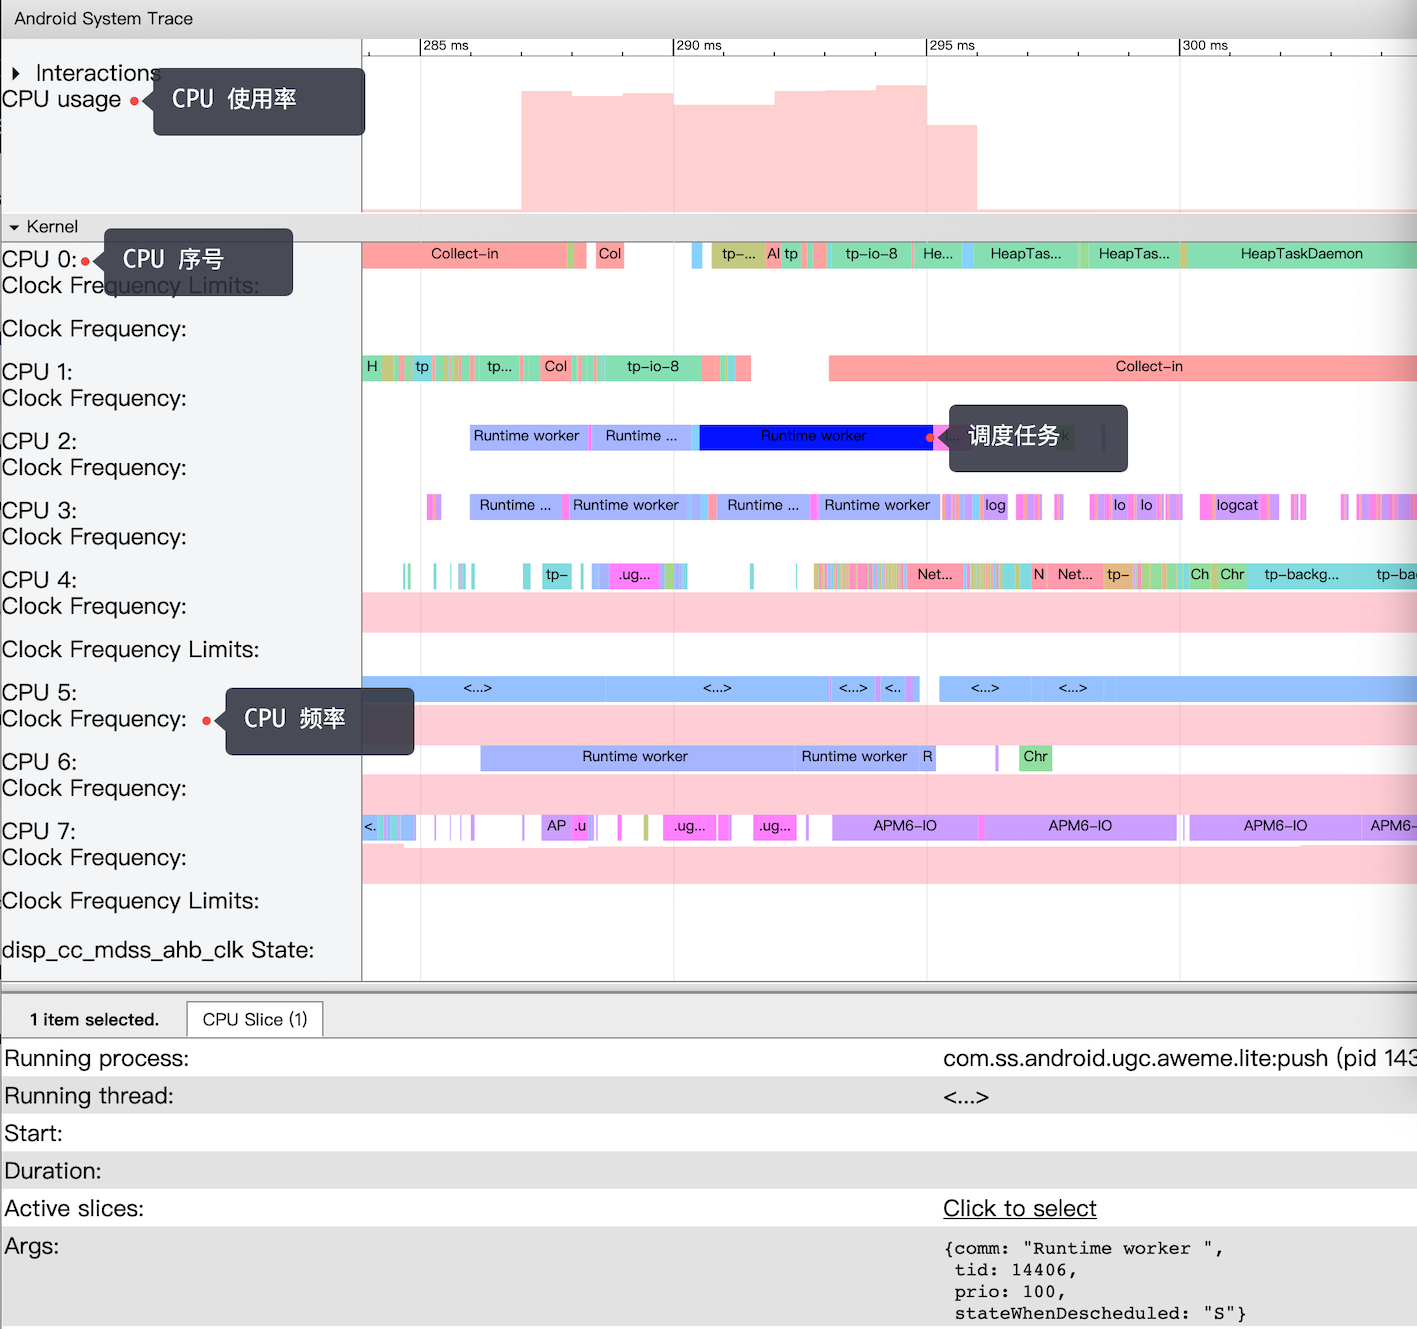 Android System Trace
285 ms 290 ms 295 ms 300 ms
Interactions
CPU usage CPU 使用率
Kernel
CPU 0: CPU 序号 Collect-in Col tp-... Al tp tp-io-8 He... HeapTas... HeapTas... HeapTaskDaemon
Clock Frequency Limits:
Clock Frequency:
CPU 1: H tp tp... Col tp-io-8 Collect-in
Clock Frequency:
CPU 2: Runtime worker Runtime ... Runtime worker 调度任务
Clock Frequency:
CPU 3: Runtime ... Runtime worker Runtime ... Runtime worker log lo lo logcat
Clock Frequency:
CPU 4: tp- .ug... Net... N Net... tp- Ch Chr tp-backg... tp-ba
Clock Frequency:
Clock Frequency Limits:
CPU 5: <...> <...> <...> <.. <...> <...>
Clock Frequency: CPU 频率
CPU 6: Runtime worker Runtime worker R Chr
Clock Frequency:
CPU 7: <. AP .u .ug... .ug... APM6-IO APM6-IO APM6-IO APM6-
Clock Frequency:
Clock Frequency Limits:
disp_cc_mdss_ahb_clk State:
1 item selected. CPU Slice (1)
Running process: com.ss.android.ugc.aweme.lite:push (pid 143
Running thread: <...>
Start:
Duration:
Active slices: Click to select
Args: {comm: "Runtime worker ",
tid: 14406,
prio: 100,
stateWhenDescheduled: "S"}